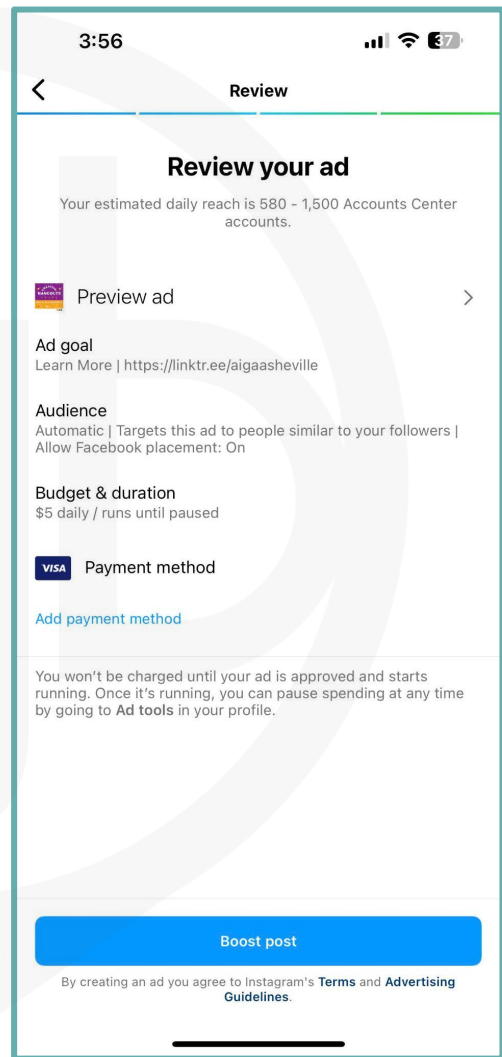 3:56
37
Review
Review your ad
Your estimated daily reach is 580 - 1,500 Accounts Center
accounts.
Preview ad
Ad goal
Learn More | https://linktr.ee/aigaasheville
Audience
Automatic | Targets this ad to people similar to your followers |
Allow Facebook placement: On
Budget & duration
$5 daily / runs until paused
VISA Payment method
Add payment method
You won't be charged until your ad is approved and starts
running. Once it's running, you can pause spending at any time
by going to Ad tools in your profile.
Boost post
By creating an ad you agree to Instagram's Terms and Advertising
Guidelines.